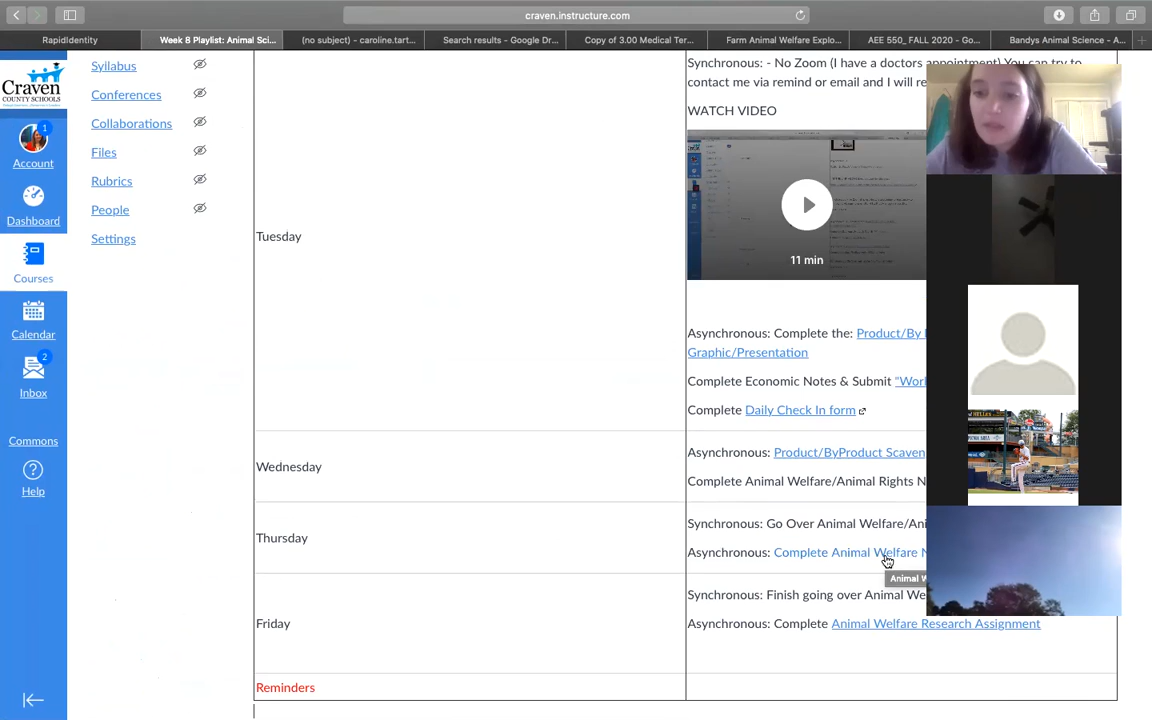 craven.instructure.com
RapidIdentity
Week 8 Playlist: Animal Sci...
(no subject) - caroline.tart...
Search results - Google Dr...
Copy of 3.00 Medical Ter...
Farm Animal Welfare Explo...
AEE 550_ FALL 2020 - Go...
Bandys Animal Science - A...
Craven
COUNTY SCHOOLS
1
Account
Dashboard
Courses
Calendar
2
Inbox
Commons
Help
Syllabus
Conferences
Collaborations
Files
Rubrics
People
Settings
Tuesday
Synchronous: - No Zoom (I have a doctors appointment) You can try to
contact me via remind or email and I will re
WATCH VIDEO
11 min
Asynchronous: Complete the: Product/By
Graphic/Presentation
Complete Economic Notes & Submit "Worl
Complete Daily Check In form
Wednesday
Asynchronous: Product/ByProduct Scaven
Complete Animal Welfare/Animal Rights N
Thursday
Synchronous: Go Over Animal Welfare/Ani
Asynchronous: Complete Animal Welfare N
Animal W
Friday
Synchronous: Finish going over Animal We
Asynchronous: Complete Animal Welfare Research Assignment
Reminders